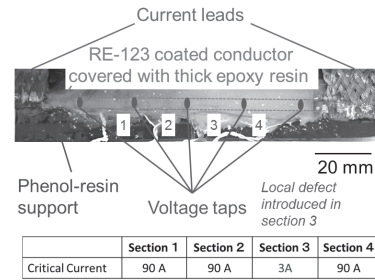 Current leads
RE-123 coated conductor
covered with thick epoxy resin
1 2 3 4
20 mm
Phenol-resin
support
Voltage taps
Local defect
introduced in
section 3
Section 1 Section 2 Section 3 Section 4
Critical Current 90 A 90 A 3A 90 A